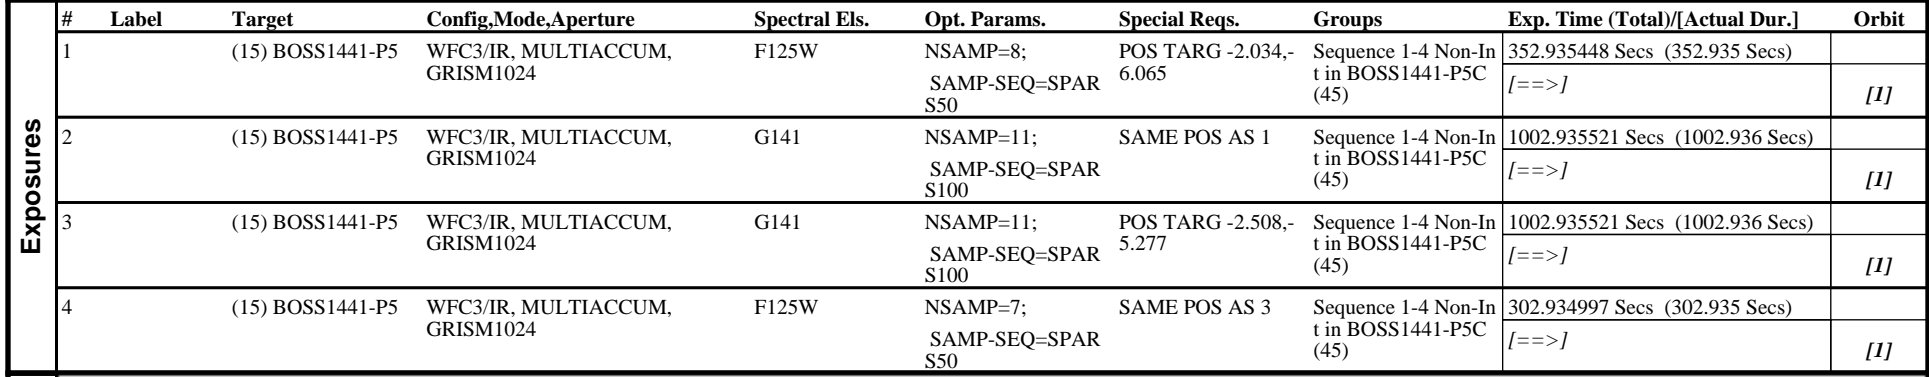 # Label Target Config,Mode,Aperture Spectral Els. Opt. Params. Special Reqs. Groups Exp. Time (Total)/[Actual Dur.] Orbit
Exposures
1 (15) BOSS1441-P5 WFC3/IR, MULTIACCUM, F125W NSAMP=8; POS TARG -2.034,- Sequence 1-4 Non-In 352.935448 Secs (352.935 Secs)
GRISM1024 6.065 t in BOSS1441-P5C
SAMP-SEQ=SPAR (45) [==>]
S50 [1]
2 (15) BOSS1441-P5 WFC3/IR, MULTIACCUM, G141 NSAMP=11; SAME POS AS 1 Sequence 1-4 Non-In 1002.935521 Secs (1002.936 Secs)
GRISM1024 t in BOSS1441-P5C
SAMP-SEQ=SPAR (45) [==>]
S100 [1]
3 (15) BOSS1441-P5 WFC3/IR, MULTIACCUM, G141 NSAMP=11; POS TARG -2.508,- Sequence 1-4 Non-In 1002.935521 Secs (1002.936 Secs)
GRISM1024 5.277 t in BOSS1441-P5C
SAMP-SEQ=SPAR (45) [==>]
S100 [1]
4 (15) BOSS1441-P5 WFC3/IR, MULTIACCUM, F125W NSAMP=7; SAME POS AS 3 Sequence 1-4 Non-In 302.934997 Secs (302.935 Secs)
GRISM1024 t in BOSS1441-P5C
SAMP-SEQ=SPAR (45) [==>]
S50 [1]